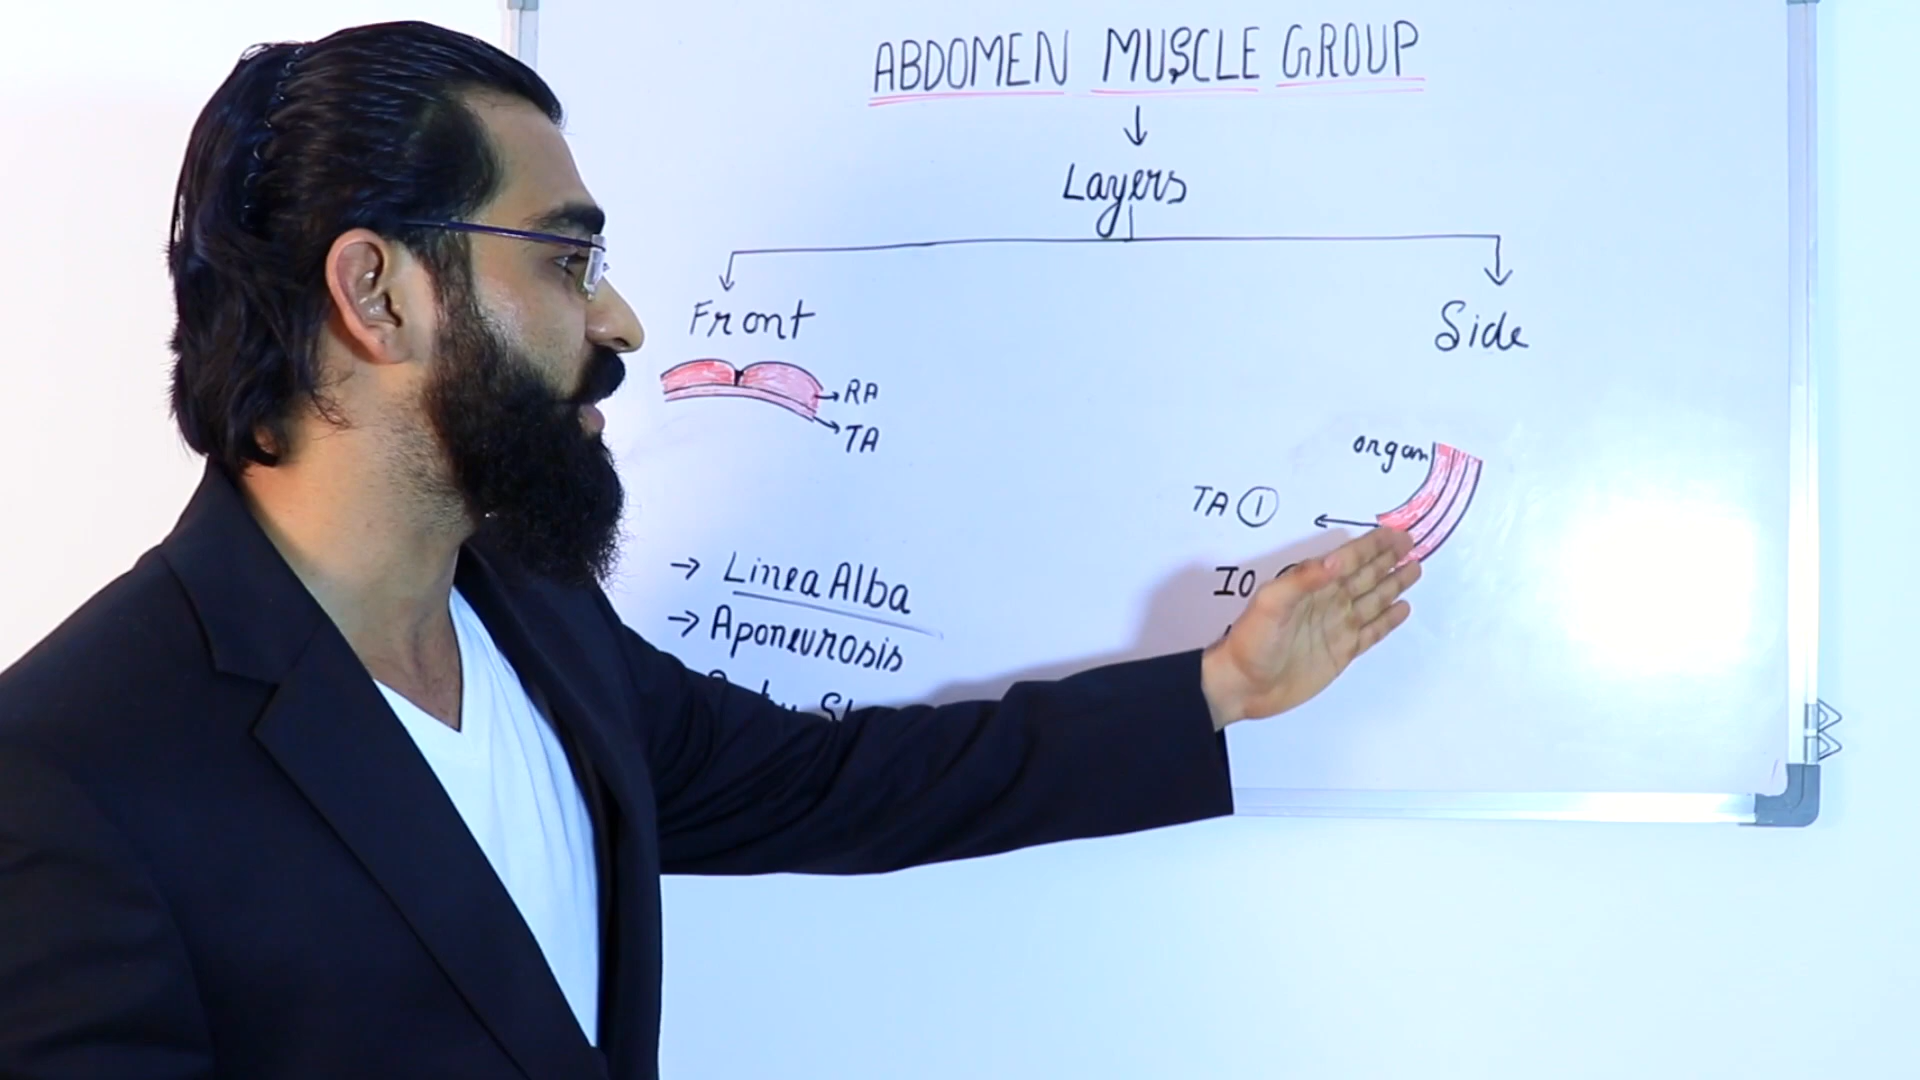 ABDOMEN MUSCLE GROUP
Layers
Front
Side
RA
TA
organ
TA 1
IO
→ Linea Alba
→ Aponeurosis